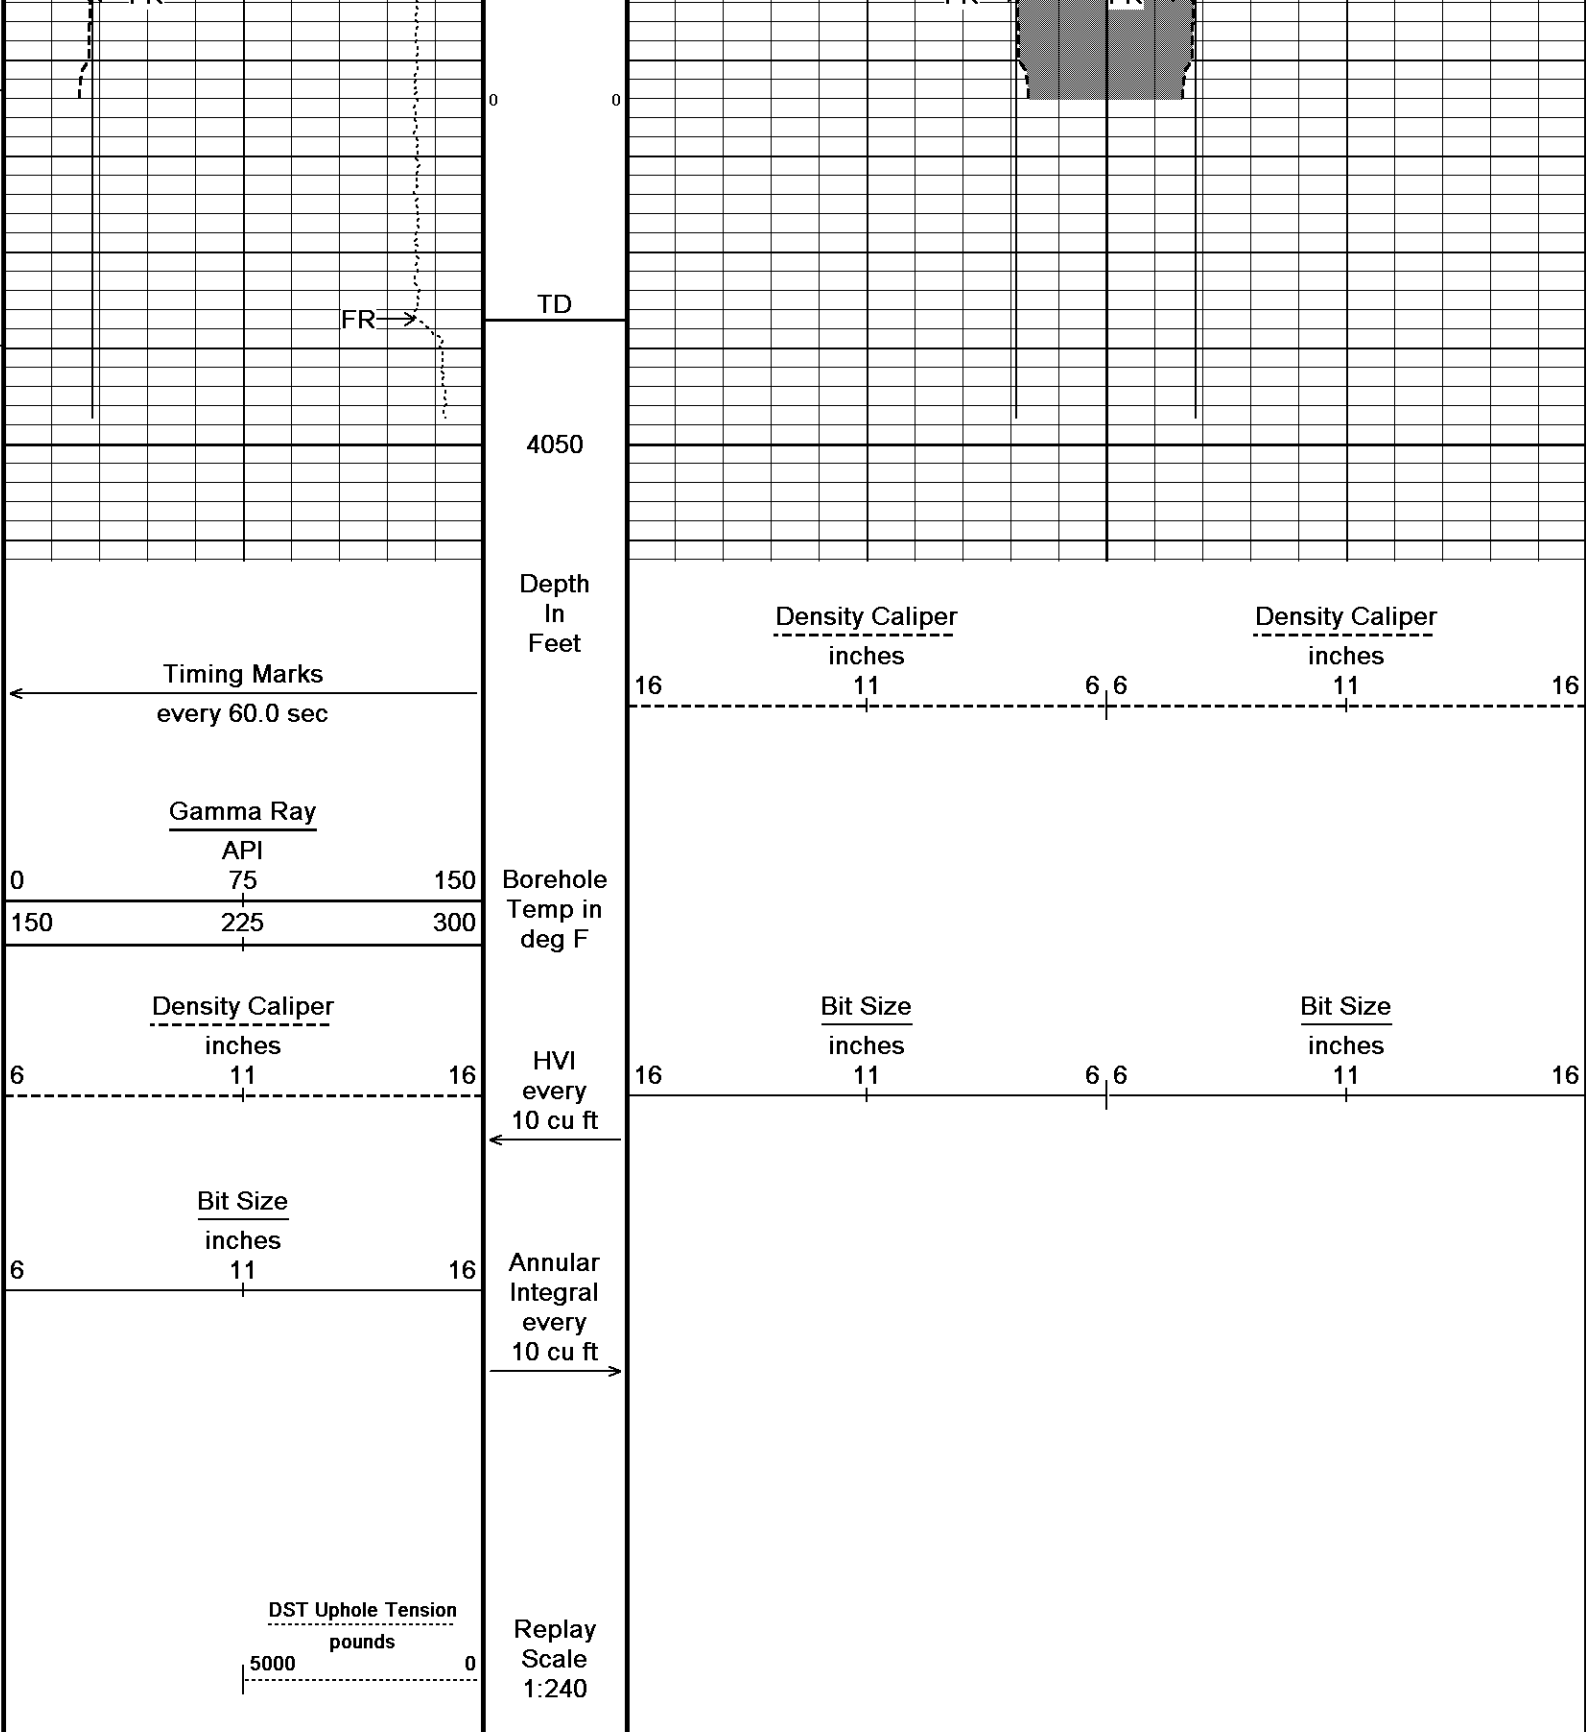 FR
FR
FR
0 0
TD
FR
4050
Depth
In
Feet
Timing Marks
every 60.0 sec
Gamma Ray
API
0 75 150
150 225 300
Density Caliper
inches
6 11 16
Bit Size
inches
6 11 16
DST Uphole Tension
pounds
5000 0
Borehole
Temp in
deg F
HVI
every
10 cu ft
Annular
Integral
every
10 cu ft
Replay
Scale
1:240
Density Caliper
inches
16 11 6
Density Caliper
inches
6 11 16
Bit Size
inches
16 11 6
Bit Size
inches
6 11 16